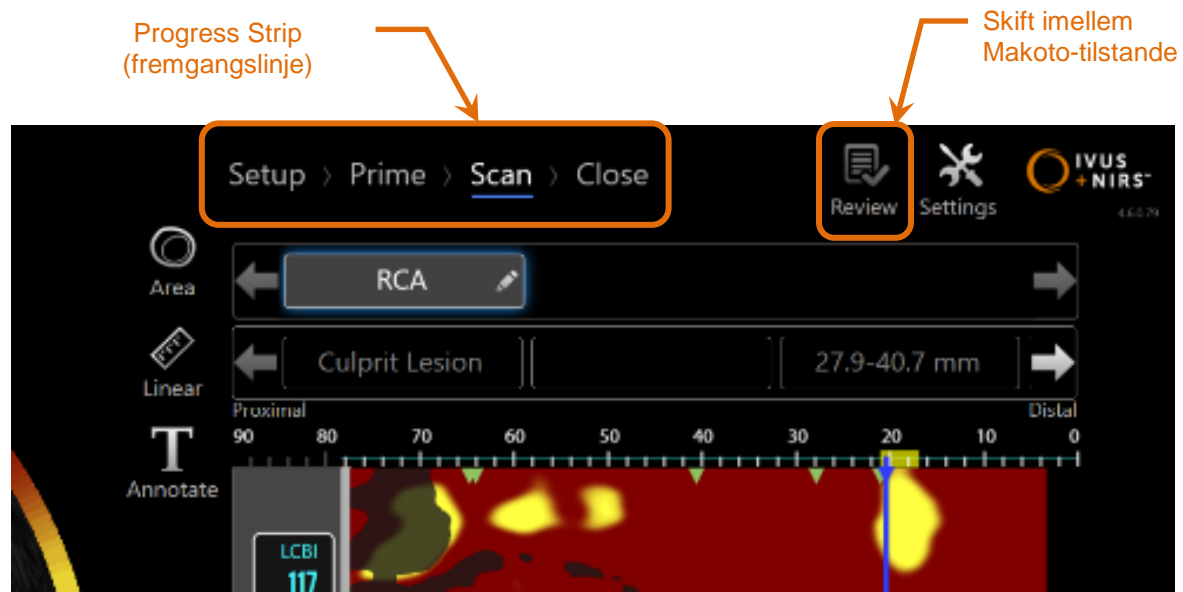 Progress Strip
(fremgangslinje)
Skift imellem
Makoto-tilstande
Setup > Prime > Scan > Close
Review
Settings
IVUS
+NIRS
4.6.0.79
Area
RCA
Linear
Culprit Lesion
27.9-40.7 mm
Proximal
Distal
90 80 70 60 50 40 30 20 10 0
T
Annotate
LCBI
117